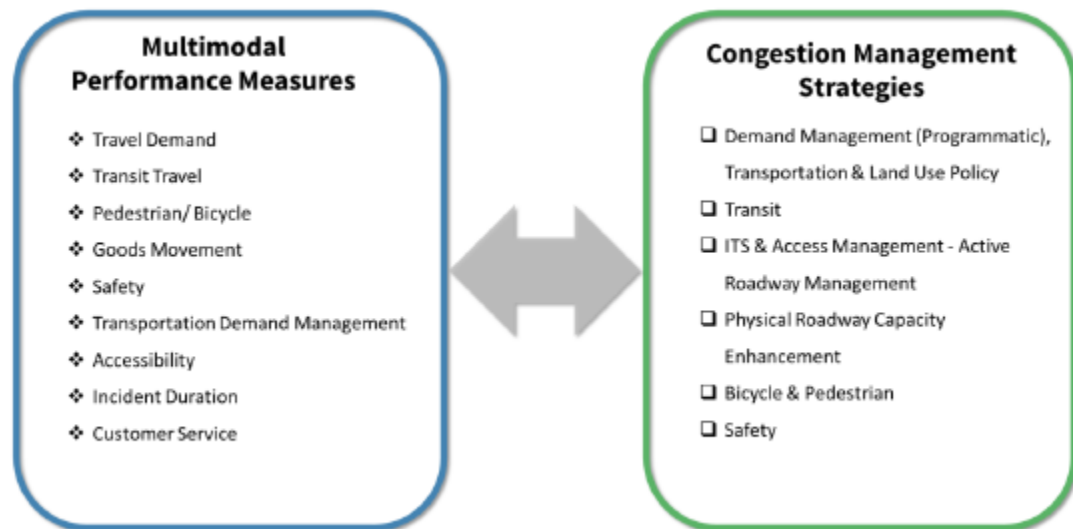 Multimodal
Performance Measures
❖ Travel Demand
❖ Transit Travel
❖ Pedestrian/ Bicycle
❖ Goods Movement
❖ Safety
❖ Transportation Demand Management
❖ Accessibility
❖ Incident Duration
❖ Customer Service
Congestion Management
Strategies
❑ Demand Management (Programmatic),
Transportation & Land Use Policy
❑ Transit
❑ ITS & Access Management - Active
Roadway Management
❑ Physical Roadway Capacity
Enhancement
❑ Bicycle & Pedestrian
❑ Safety